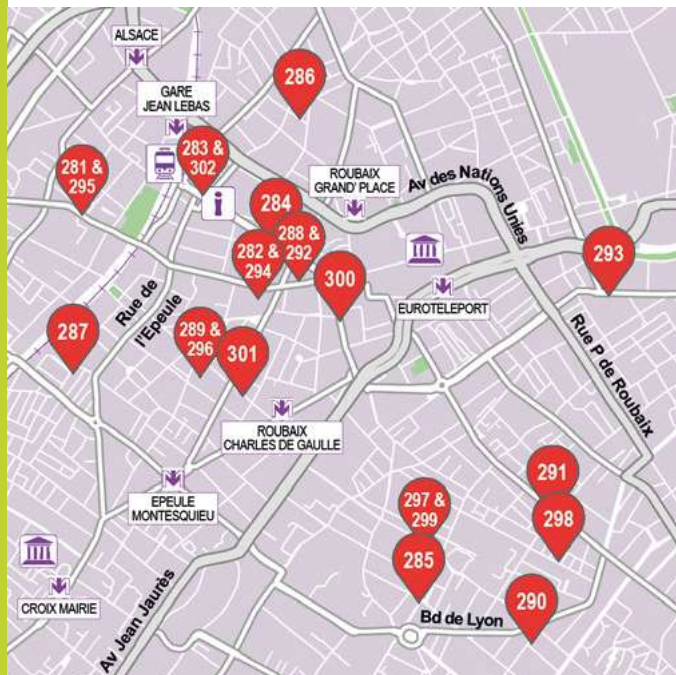 ALSACE
GARE
JEAN LEBAS
286
283 &
302
281 &
295
i
ROUBAIX
GRAND' PLACE
Av des Nations Unies
284
288 &
292
282 &
294
293
300
EUROTELEPORT
Rue de
l'Epeule
287
289 &
296
301
Rue P de Roubaix
ROUBAIX
CHARLES DE GAULLE
EPEULE
MONTESQUIEU
291
297 &
299
298
285
CROIX MAIRIE
Av Jean Jaurès
Bd de Lyon
290